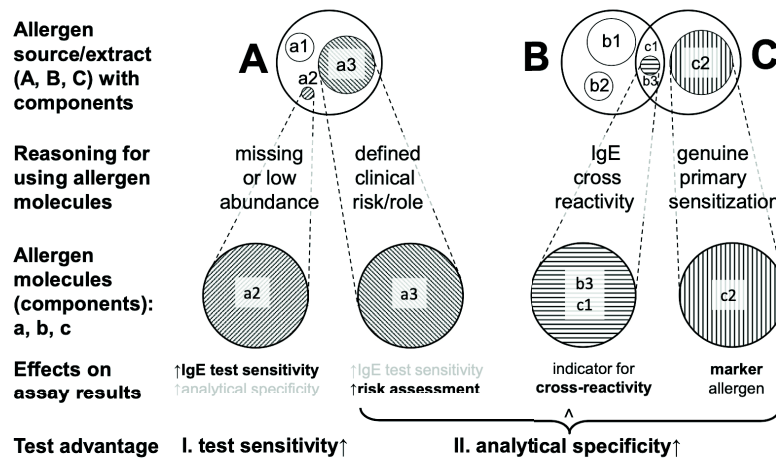 Allergen
source/extract
(A, B, C) with
components
A
a1
a2
a3
B
b1
b2
c1
b3
c2
C
Reasoning for
using allergen
molecules
missing
or low
abundance
defined
clinical
risk/role
IgE
cross
reactivity
genuine
primary
sensitization
Allergen
molecules
(components):
a, b, c
a2
a3
b3
c1
c2
Effects on
assay results
↑IgE test sensitivity
↑analytical specificity
↑IgE test sensitivity
↑risk assessment
indicator for
cross-reactivity
marker
allergen
Test advantage
I. test sensitivity↑
II. analytical specificity↑